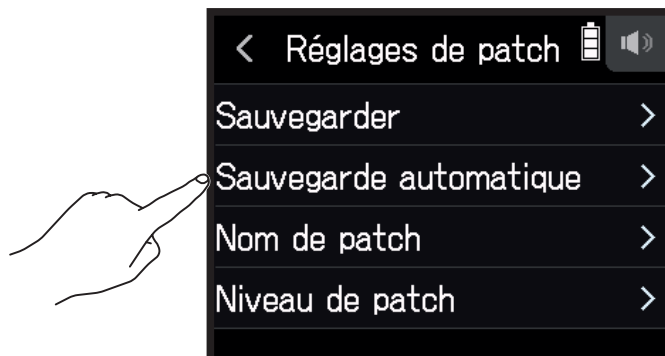 Réglages de patch
Sauvegarder
Sauvegarde automatique
Nom de patch
Niveau de patch